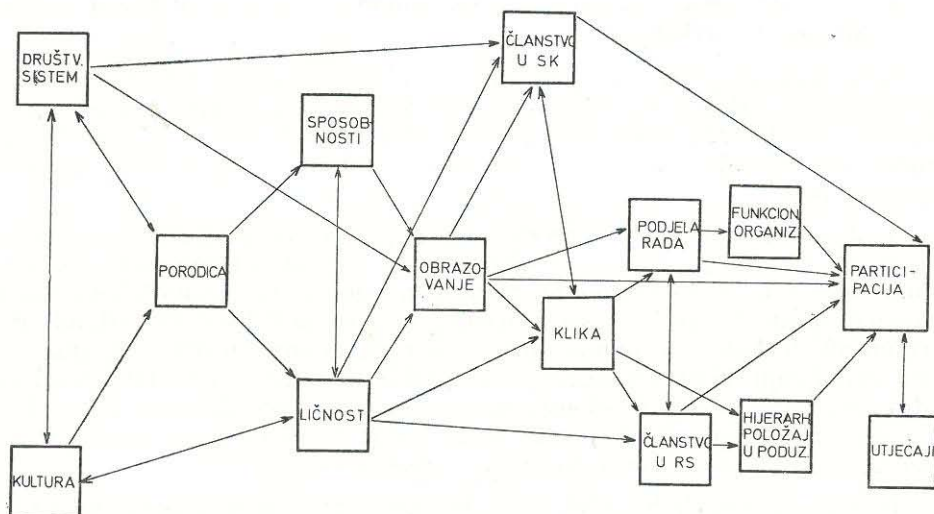 DRUŠTV.
SISTEM
ČLANSTVO
U SK
SPOSOB-
NOSTI
PORODICA
OBRAZO-
VANJE
PODJELA
RADA
FUNKCION
ORGANIZ.
PARTICI-
PACIJA
KLIKA
LIČNOST
KULTURA
ČLANSTVO
U RS
HIJERARH
POLOŽAJ
U PODUZ.
UTJEČAJI